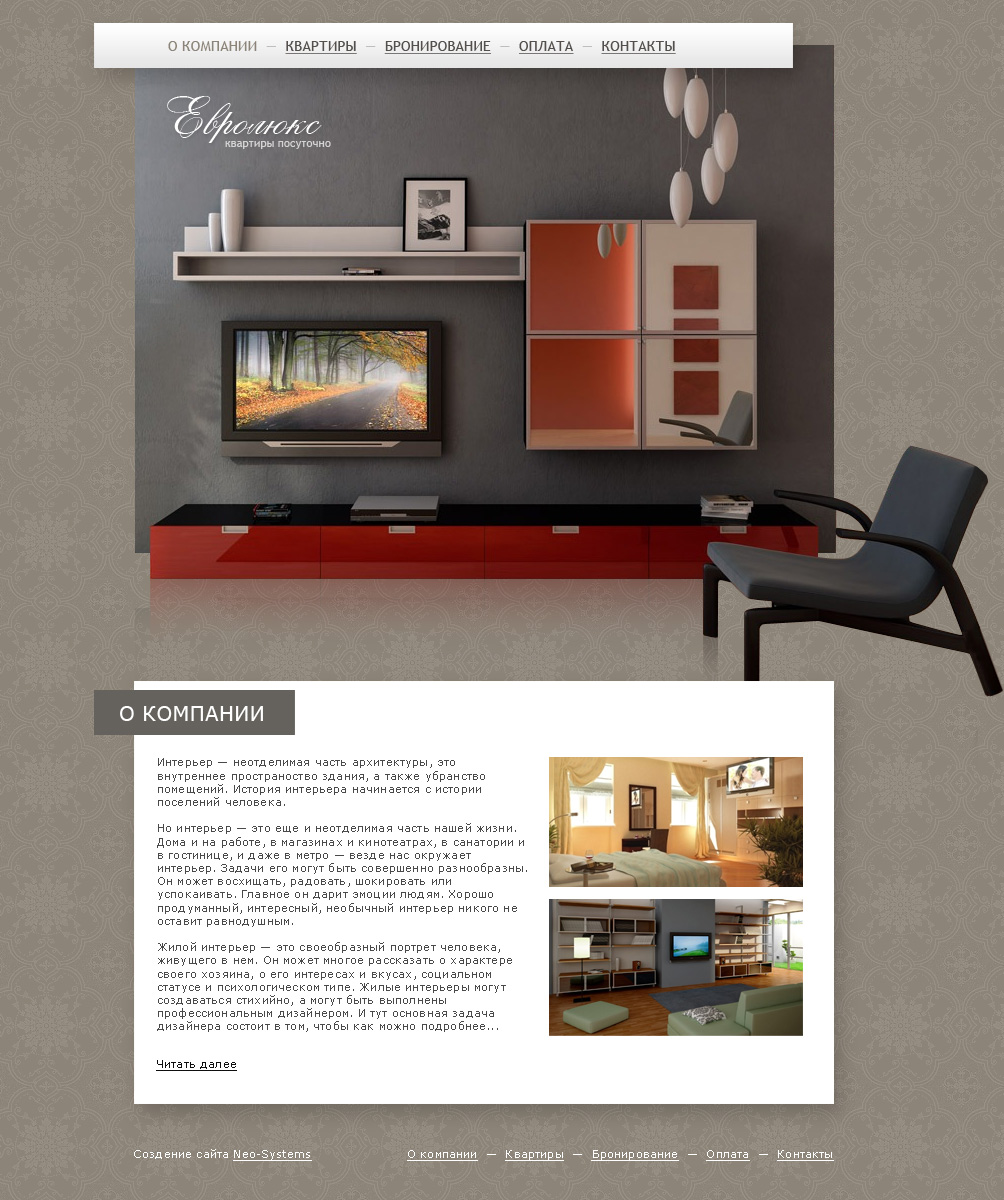 О КОМПАНИИ — КВАРТИРЫ — БРОНИРОВАНИЕ — ОПЛАТА — КОНТАКТЫ
Евролюкс
квартиры посуточно
О КОМПАНИИ
Интерьер — неотделимая часть архитектуры, это
внутреннее пространоство здания, а также убранство
помещений. История интерьера начинается с истории
поселений человека.
Но интерьер — это еще и неотделимая часть нашей жизни.
Дома и на работе, в магазинах и кинотеатрах, в санатории и
в гостинице, и даже в метро — везде нас окружает
интерьер. Задачи его могут быть совершенно разнообразны.
Он может восхищать, радовать, шокировать или
успокаивать. Главное он дарит эмоции людям. Хорошо
продуманный, интересный, необычный интерьер никого не
оставит равнодушным.
Жилой интерьер — это своеобразный портрет человека,
живущего в нем. Он может многое рассказать о характере
своего хозяина, о его интересах и вкусах, социальном
статусе и психологическом типе. Жилые интерьеры могут
создаваться стихийно, а могут быть выполнены
профессиональным дизайнером. И тут основная задача
дизайнера состоит в том, чтобы как можно подробнее...
Читать далее
Создение сайта Neo-Systems
О компании — Квартиры — Бронирование — Оплата — Контакты